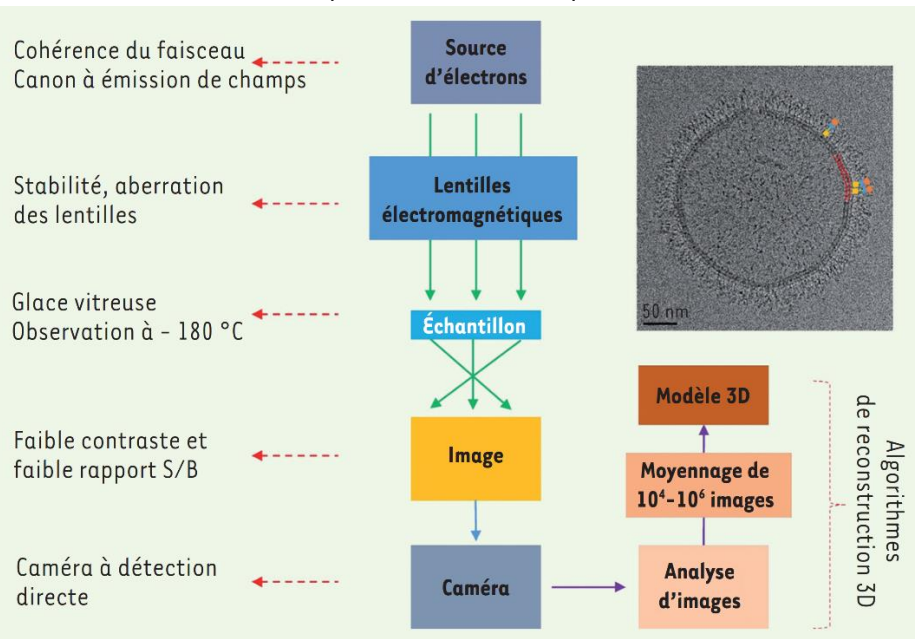 Cohérence du faisceau
Canon à émission de champs
Source
d'électrons
Stabilité, aberration
des lentilles
Lentilles
électromagnétiques
Glace vitreuse
Observation à – 180 °C
Échantillon
50 nm
Faible contraste et
faible rapport S/B
Image
Modèle 3D
Moyennage de
10⁴-10⁶ images
Algorithmes
de reconstruction 3D
Caméra à détection
directe
Caméra
Analyse
d'images